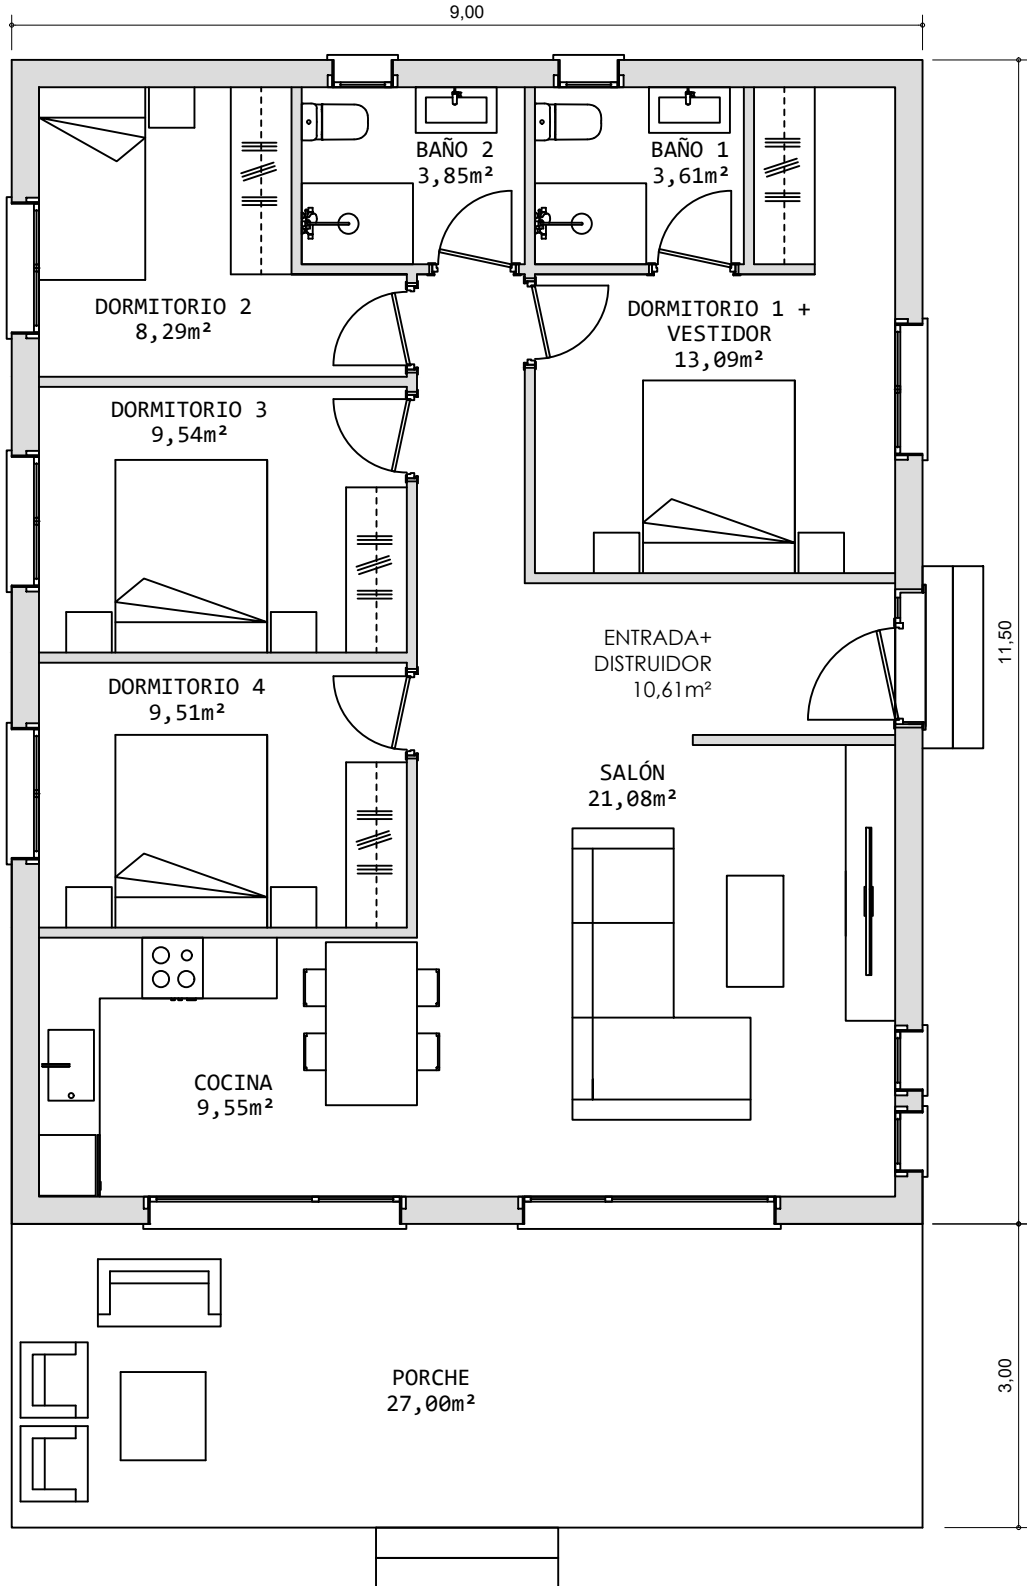 9,00
BAÑO 2
3,85m²
BAÑO 1
3,61m²
DORMITORIO 2
8,29m²
DORMITORIO 1 +
VESTIDOR
13,09m²
DORMITORIO 3
9,54m²
ENTRADA+
DISTRUIDOR
10,61m²
11,50
DORMITORIO 4
9,51m²
SALÓN
21,08m²
COCINA
9,55m²
PORCHE
27,00m²
3,00